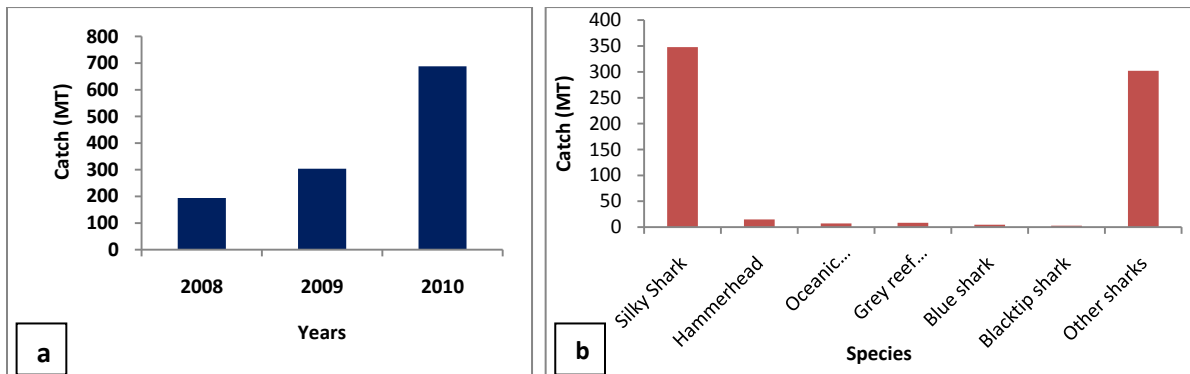 800
700
600
500
400
300
200
100
0
Catch (MT)
2008 2009 2010
Years
a
400
350
300
250
200
150
100
50
0
Catch (MT)
Silky Shark
Hammerhead
Oceanic...
Grey reef...
Blue shark
Blacktip shark
Other sharks
Species
b